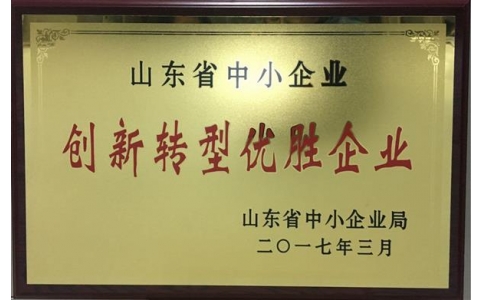 山东省中小企业
创新转型优胜企业
山东省中小企业局
二〇一七年三月